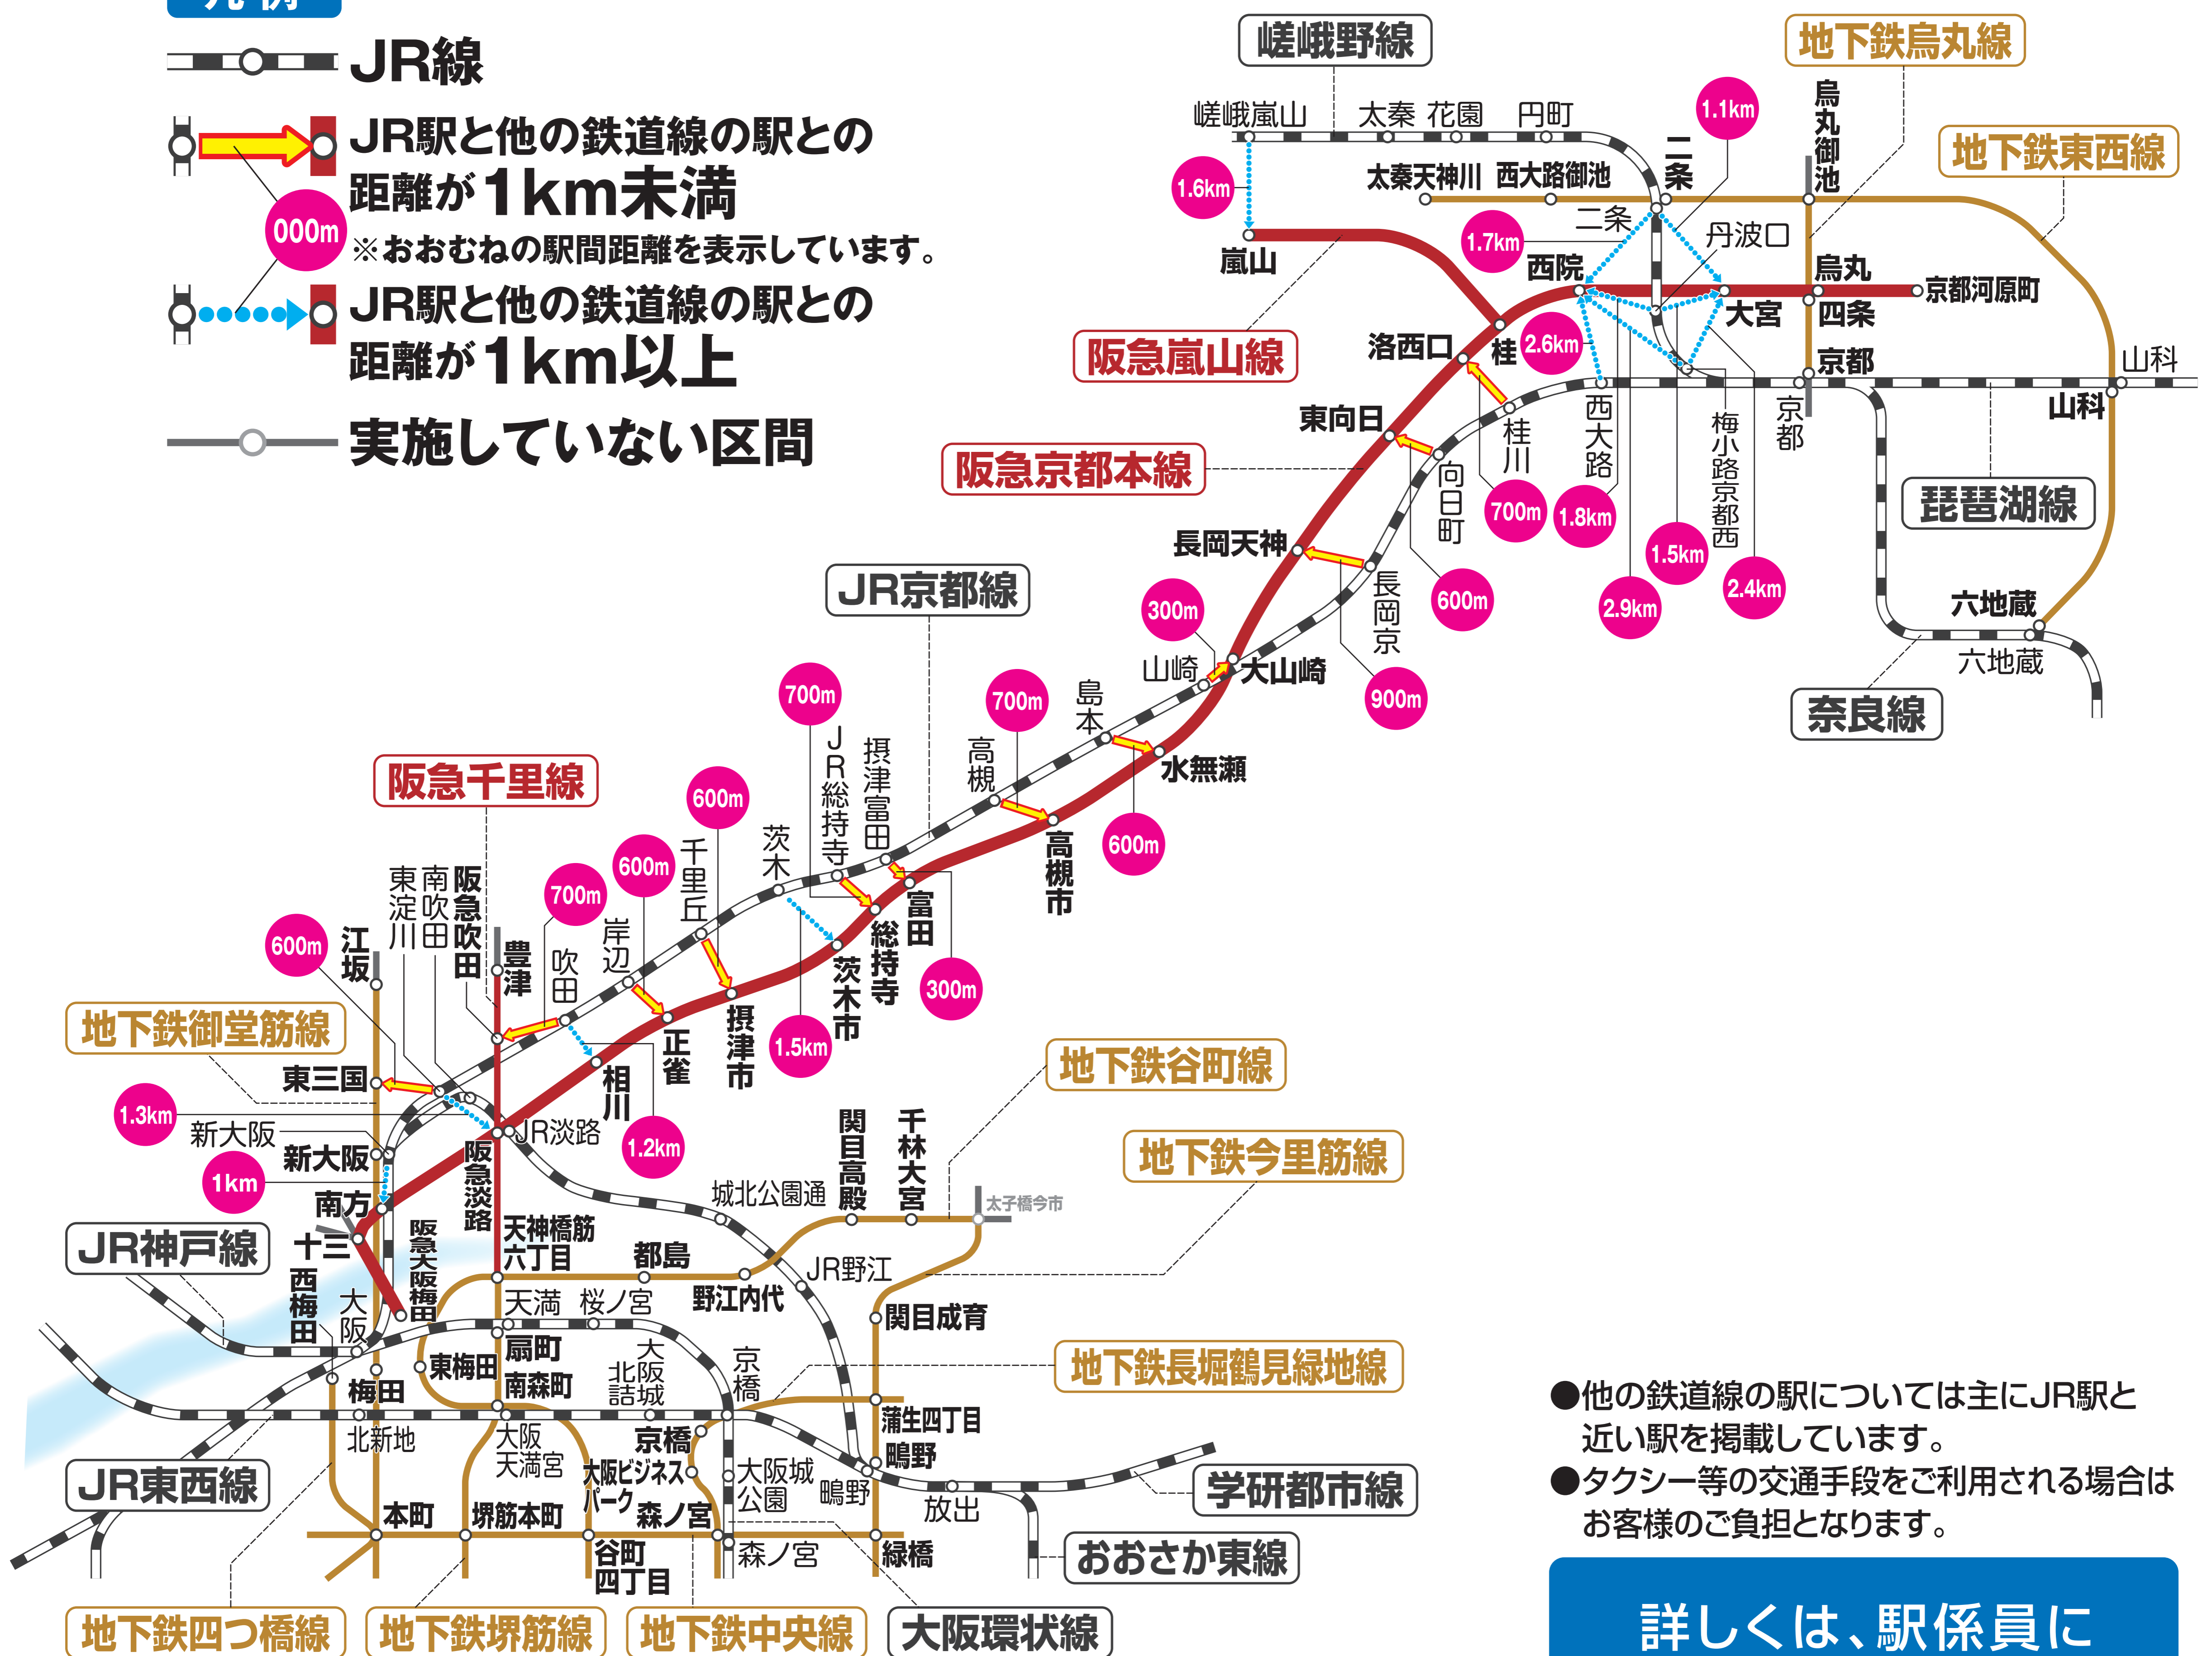 凡例
JR線
JR駅と他の鉄道線の駅との
距離が1km未満
000m
※おおむねの駅間距離を表示しています。
JR駅と他の鉄道線の駅との
距離が1km以上
実施していない区間
嵯峨野線
地下鉄烏丸線
地下鉄東西線
嵯峨嵐山
太秦
花園
円町
1.1km
二条
烏丸御池
1.6km
太秦天神川
西大路御池
二条
丹波口
1.7km
嵐山
西院
烏丸
京都河原町
大宮
四条
阪急嵐山線
洛西口
桂
2.6km
京都
山科
東向日
西大路
梅小路京都西
京都
山科
桂川
阪急京都本線
向日町
700m
1.8km
琵琶湖線
長岡天神
1.5km
JR京都線
長岡京
600m
2.9km
2.4km
300m
六地蔵
山崎
大山崎
六地蔵
900m
奈良線
700m
JR総持寺
摂津富田
高槻
700m
島本
水無瀬
阪急千里線
600m
千里丘
茨木
高槻市
600m
東淀川
南吹田
阪急吹田
700m
600m
岸辺
富田
総持寺
600m
江坂
豊津
吹田
茨木市
300m
地下鉄御堂筋線
摂津市
正雀
1.5km
東三国
相川
地下鉄谷町線
1.3km
新大阪
JR淡路
1.2km
関目高殿
千林大宮
地下鉄今里筋線
新大阪
阪急淡路
1km
南方
城北公園通
太子橋今市
JR神戸線
十三
阪急大阪梅田
天神橋筋
六丁目
都島
野江内代
JR野江
西梅田
大阪
天満
桜ノ宮
関目成育
扇町
東梅田
大阪城北詰
京橋
地下鉄長堀鶴見緑地線
梅田
南森町
蒲生四丁目
北新地
大阪
天満宮
京橋
鴫野
JR東西線
大阪ビジネス
パーク
大阪城
公園
鴫野
放出
学研都市線
本町
堺筋本町
森ノ宮
谷町
四丁目
森ノ宮
緑橋
おおさか東線
地下鉄四つ橋線
地下鉄堺筋線
地下鉄中央線
大阪環状線
●他の鉄道線の駅については主にJR駅と
近い駅を掲載しています。
●タクシー等の交通手段をご利用される場合は
お客様のご負担となります。
詳しくは、駅係員に